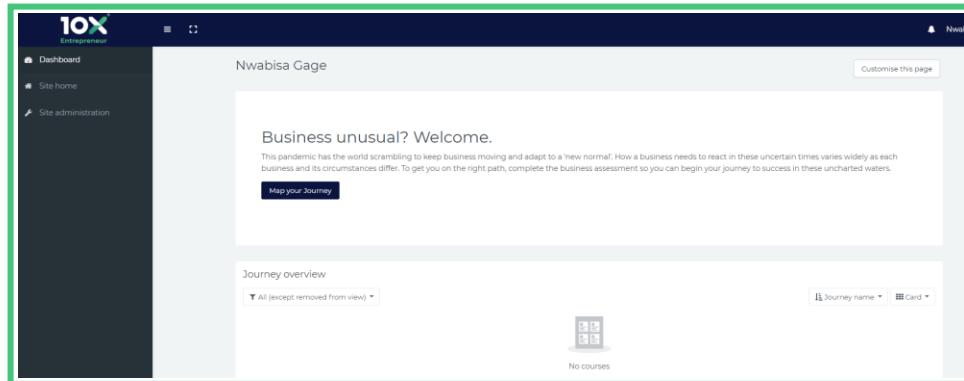 10X
Entrepreneur
Dashboard
Site home
Site administration
Nwabisa Gage
Customise this page
Business unusual? Welcome.
This pandemic has the world scrambling to keep business moving and adapt to a 'new normal'. How a business needs to react in these uncertain times varies widely as each
business and its circumstances differ. To get you on the right path, complete the business assessment so you can begin your journey to success in these uncharted waters.
Map your Journey
Journey overview
All (except removed from view)
Journey name
Card
No courses